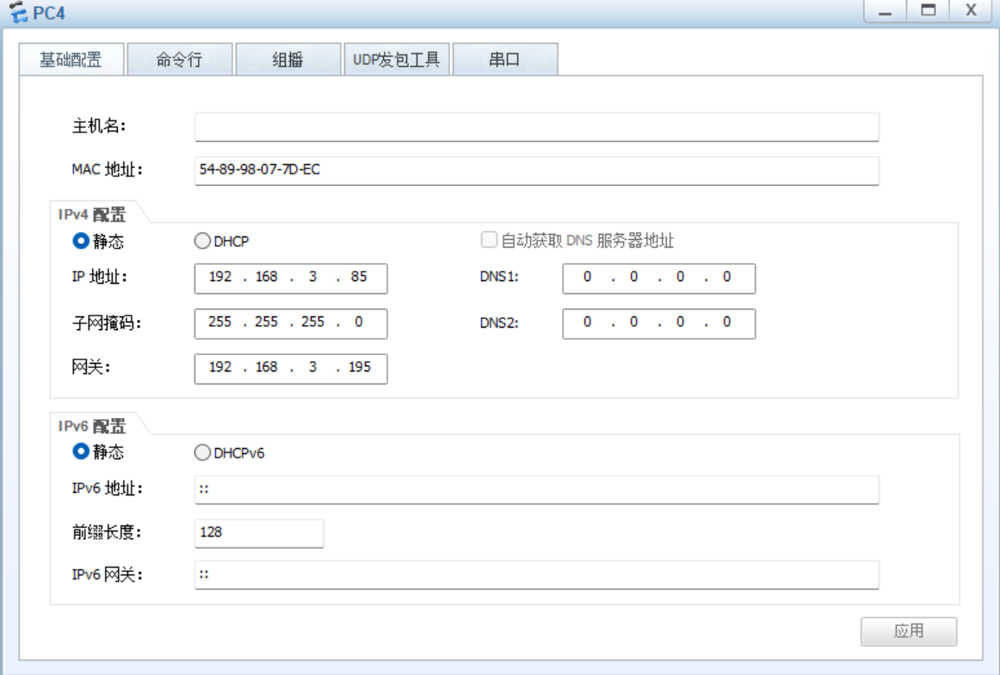 PC4
基础配置 命令行 组播 UDP发包工具 串口
主机名：
MAC 地址： 54-89-98-07-7D-EC
IPv4 配置
静态 DHCP 自动获取 DNS 服务器地址
IP 地址： 192 . 168 . 3 . 85 DNS1: 0 . 0 . 0 . 0
子网掩码： 255 . 255 . 255 . 0 DNS2: 0 . 0 . 0 . 0
网关： 192 . 168 . 3 . 195
IPv6 配置
静态 DHCPv6
IPv6 地址： ::
前缀长度： 128
IPv6 网关： ::
应用